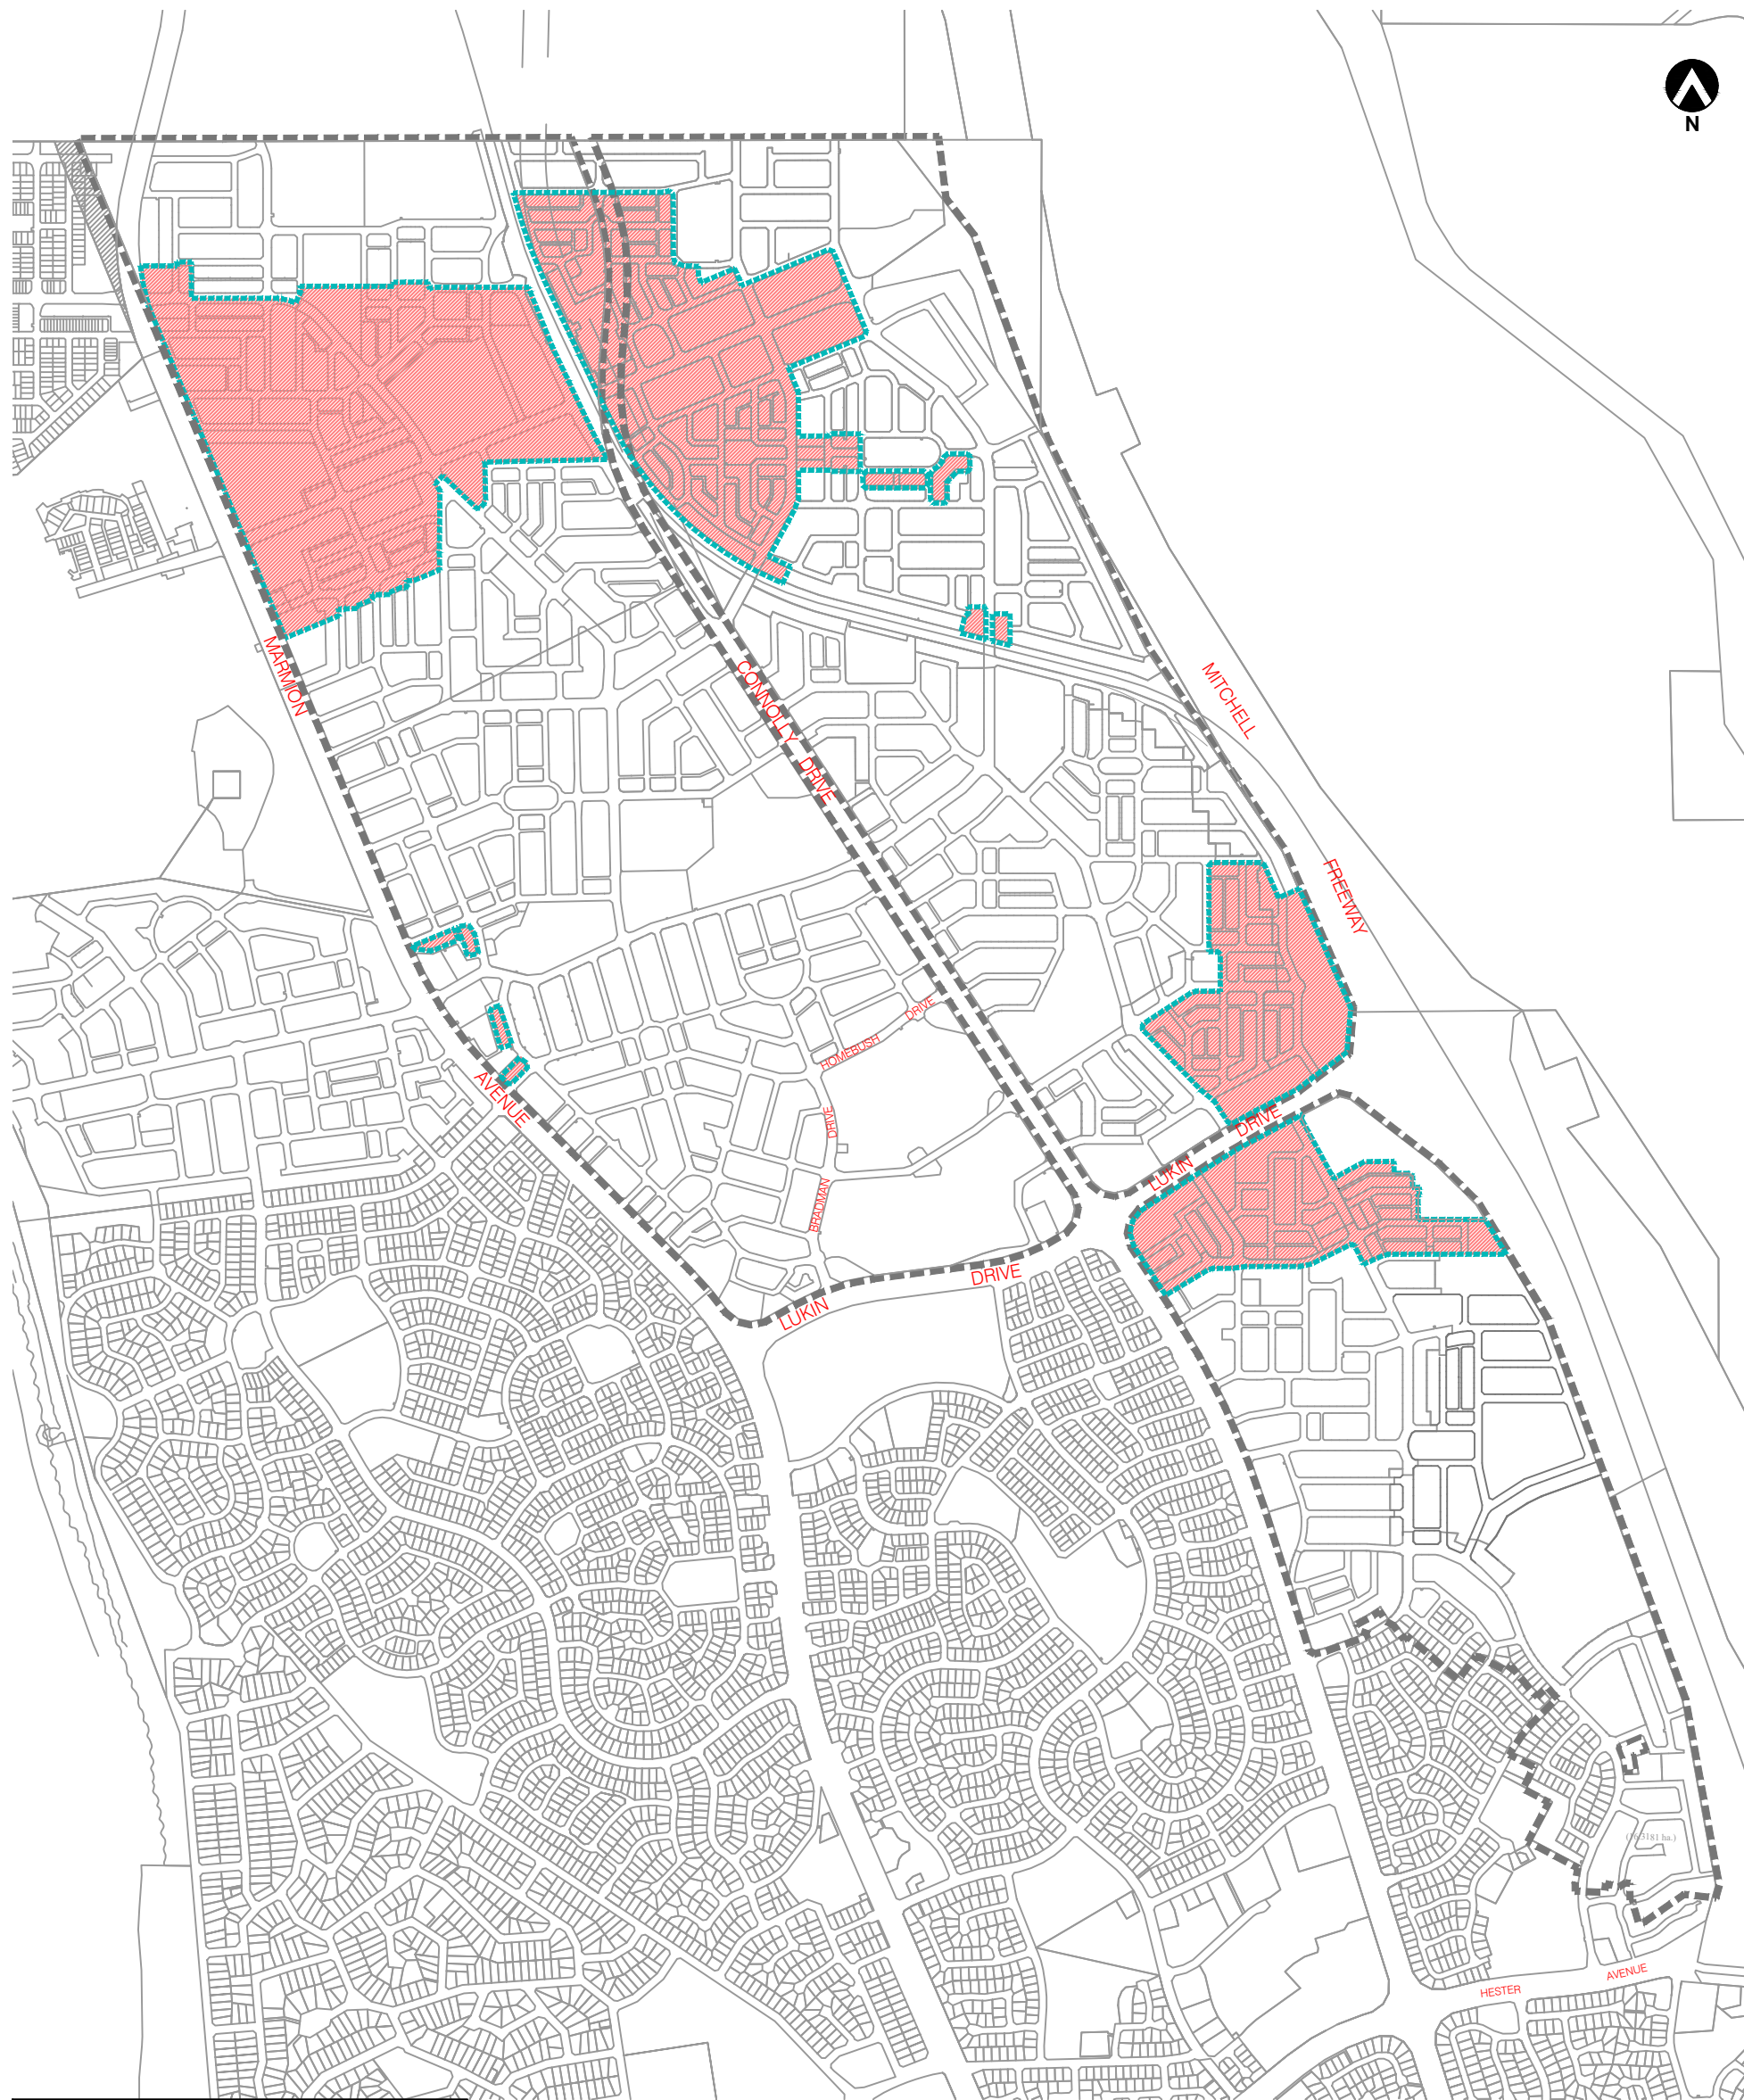 N
MARMION
CONNOLLY
DRIVE
MITCHELL
FREEWAY
HOMEBUSH
DRIVE
AVENUE
DRIVE
BRADMAN
LUKIN
DRIVE
LUKIN
DRIVE
HESTER
AVENUE